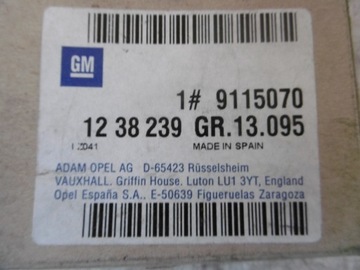 GM
1# 9115070
12 38 239 GR.13.095
MADE IN SPAIN
ADAM OPEL AG D-65423 Rüsselsheim
VAUXHALL. Griffin House. Luton LU1 3YT, England
Opel España S.A., E-50639 Figueruelas Zaragoza